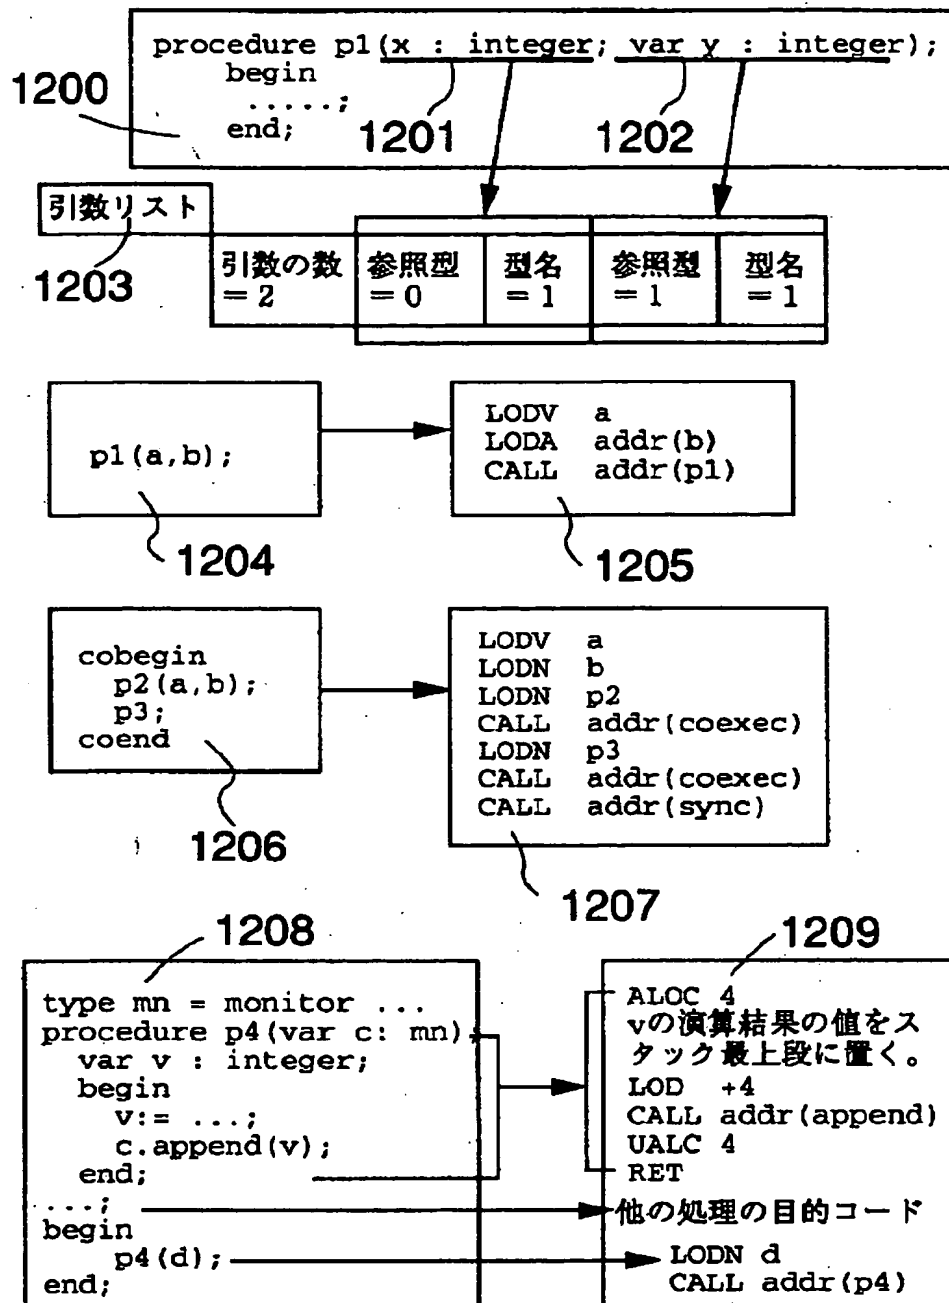 procedure p1(x : integer; var y : integer);
begin
.....;
end;
1200
1201
1202
引数リスト
1203
引数の数
=2
参照型
=0
型名
=1
参照型
=1
型名
=1
p1(a,b);
1204
LODV a
LODA addr(b)
CALL addr(p1)
1205
cobegin
p2(a,b);
p3;
coend
1206
LODV a
LODN b
LODN p2
CALL addr(coexec)
LODN p3
CALL addr(coexec)
CALL addr(sync)
1207
1208
type mn = monitor ...
procedure p4(var c: mn)
var v : integer;
begin
v:= ...;
c.append(v);
end;
...;
begin
p4(d);
end;
1209
ALOC 4
vの演算結果の値をス
タック最上段に置く。
LOD +4
CALL addr(append)
UALC 4
RET
他の処理の目的コード
LODN d
CALL addr(p4)